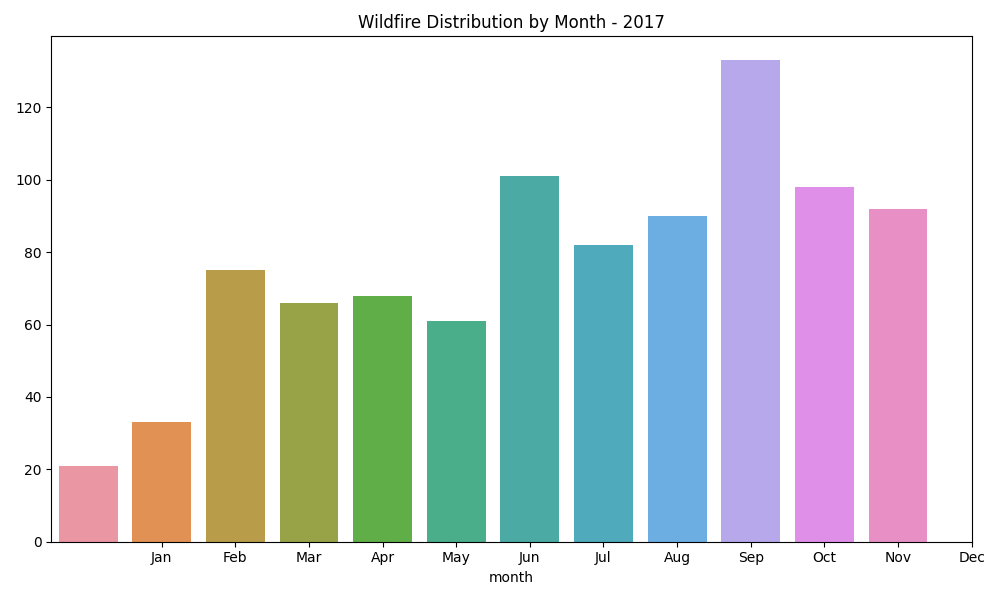 Wildfire Distribution by Month - 2017
120
100
80
60
40
20
0
Jan Feb Mar Apr May Jun Jul Aug Sep Oct Nov Dec
month